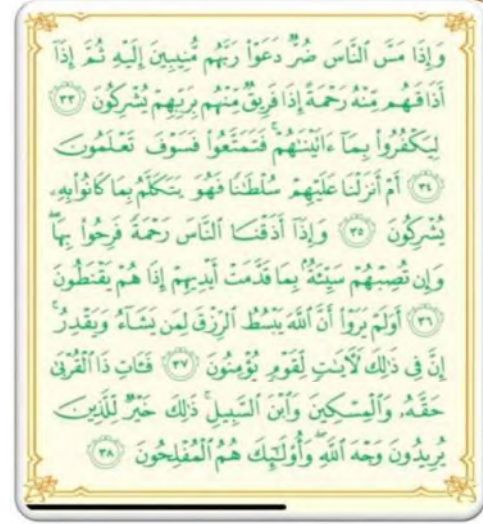 وَإِذَا مَسَّ ٱلنَّاسَ ضُرٌّ دَعَوْا۟ رَبَّهُم مُّنِيبِينَ إِلَيْهِ ثُمَّ إِذَآ
أَذَاقَهُم مِّنْهُ رَحْمَةً إِذَا فَرِيقٌ مِّنْهُم بِرَبِّهِمْ يُشْرِكُونَ ٣٣
لِيَكْفُرُوا۟ بِمَآ ءَاتَيْنَٰهُمْ ۚ فَتَمَتَّعُوا۟ فَسَوْفَ تَعْلَمُونَ
٣٤ أَمْ أَنزَلْنَا عَلَيْهِمْ سُلْطَٰنًا فَهُوَ يَتَكَلَّمُ بِمَا كَانُوا۟ بِهِۦ
يُشْرِكُونَ ٣٥ وَإِذَآ أَذَقْنَا ٱلنَّاسَ رَحْمَةً فَرِحُوا۟ بِهَا ۖ
وَإِن تُصِبْهُمْ سَيِّئَةٌۢ بِمَا قَدَّمَتْ أَيْدِيهِمْ إِذَا هُمْ يَقْنَطُونَ
٣٦ أَوَلَمْ يَرَوْا۟ أَنَّ ٱللَّهَ يَبْسُطُ ٱلرِّزْقَ لِمَن يَشَآءُ وَيَقْدِرُ ۚ
إِنَّ فِى ذَٰلِكَ لَءَايَٰتٍ لِّقَوْمٍ يُؤْمِنُونَ ٣٧ فَـَٔاتِ ذَا ٱلْقُرْبَىٰ
حَقَّهُۥ وَٱلْمِسْكِينَ وَٱبْنَ ٱلسَّبِيلِ ۚ ذَٰلِكَ خَيْرٌ لِّلَّذِينَ
يُرِيدُونَ وَجْهَ ٱللَّهِ ۖ وَأُو۟لَٰٓئِكَ هُمُ ٱلْمُفْلِحُونَ ٣٨